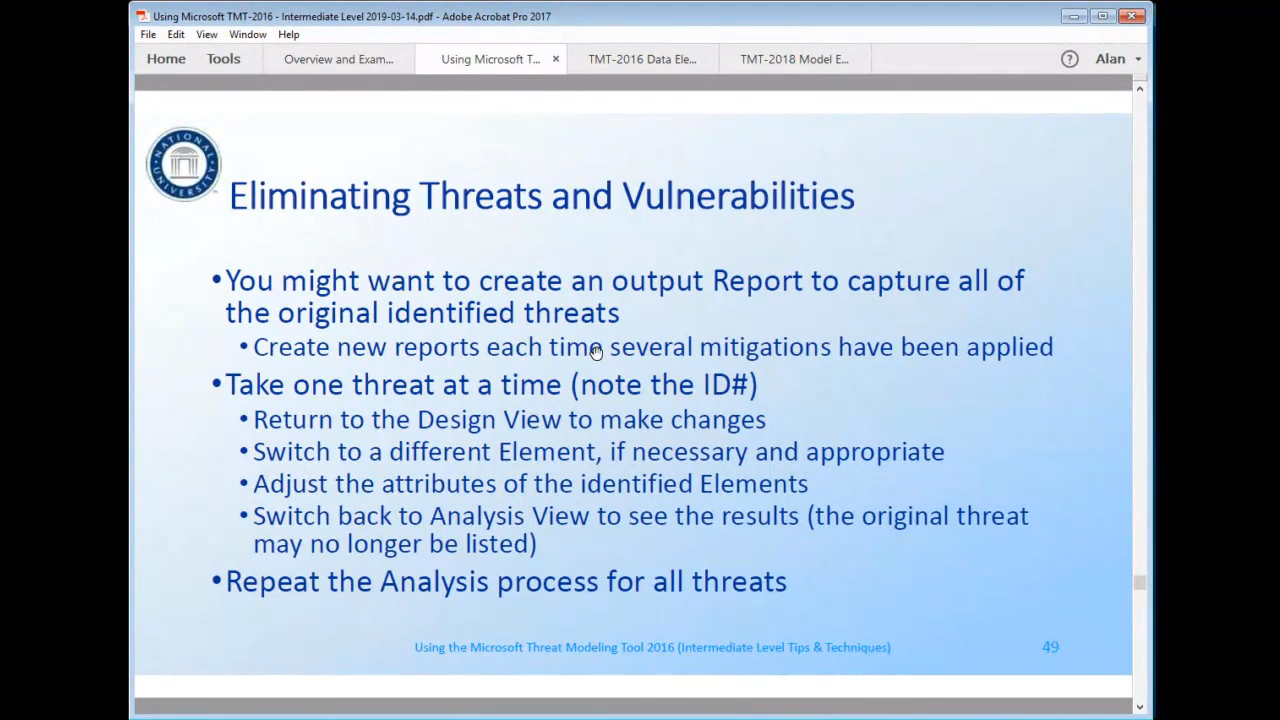 Using Microsoft TMT-2016 - Intermediate Level 2019-03-14.pdf - Adobe Acrobat Pro 2017
File Edit View Window Help
Home Tools Overview and Exam... Using Microsoft T... × TMT-2016 Data Ele... TMT-2018 Model E... ? Alan
NATIONAL UNIVERSITY
Eliminating Threats and Vulnerabilities
•You might want to create an output Report to capture all of
the original identified threats
•Create new reports each time several mitigations have been applied
•Take one threat at a time (note the ID#)
•Return to the Design View to make changes
•Switch to a different Element, if necessary and appropriate
•Adjust the attributes of the identified Elements
•Switch back to Analysis View to see the results (the original threat
may no longer be listed)
•Repeat the Analysis process for all threats
Using the Microsoft Threat Modeling Tool 2016 (Intermediate Level Tips & Techniques) 49